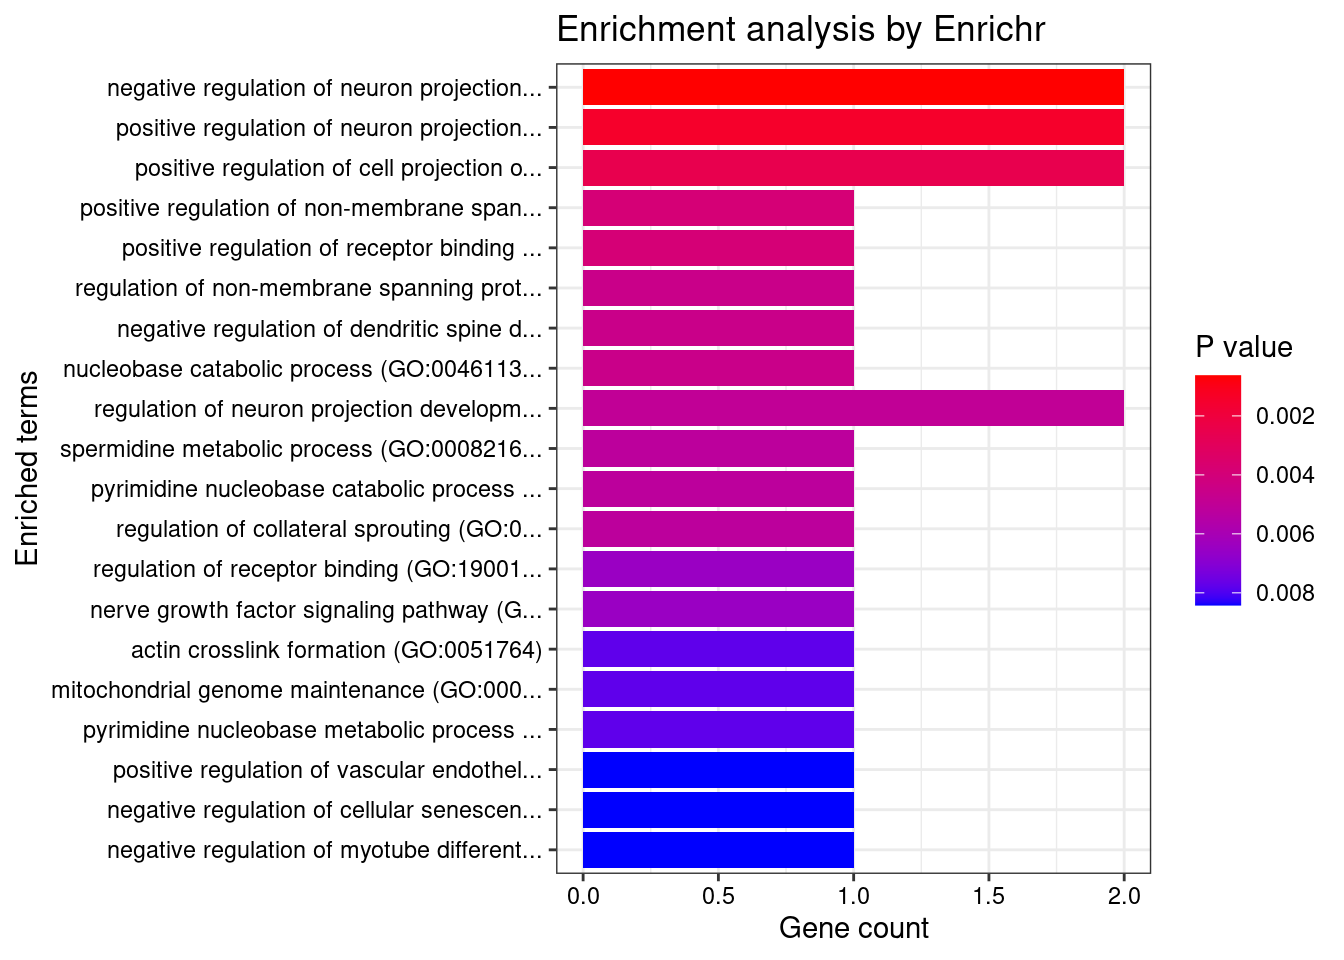 Enrichment analysis by Enrichr
negative regulation of neuron projection...
positive regulation of neuron projection...
positive regulation of cell projection o...
positive regulation of non-membrane span...
positive regulation of receptor binding ...
regulation of non-membrane spanning prot...
negative regulation of dendritic spine d...
nucleobase catabolic process (GO:0046113...
regulation of neuron projection developm...
spermidine metabolic process (GO:0008216...
pyrimidine nucleobase catabolic process ...
regulation of collateral sprouting (GO:0...
regulation of receptor binding (GO:19001...
nerve growth factor signaling pathway (G...
actin crosslink formation (GO:0051764)
mitochondrial genome maintenance (GO:000...
pyrimidine nucleobase metabolic process ...
positive regulation of vascular endothel...
negative regulation of cellular senescen...
negative regulation of myotube different...
Enriched terms
0.0 0.5 1.0 1.5 2.0
Gene count
P value
0.002
0.004
0.006
0.008